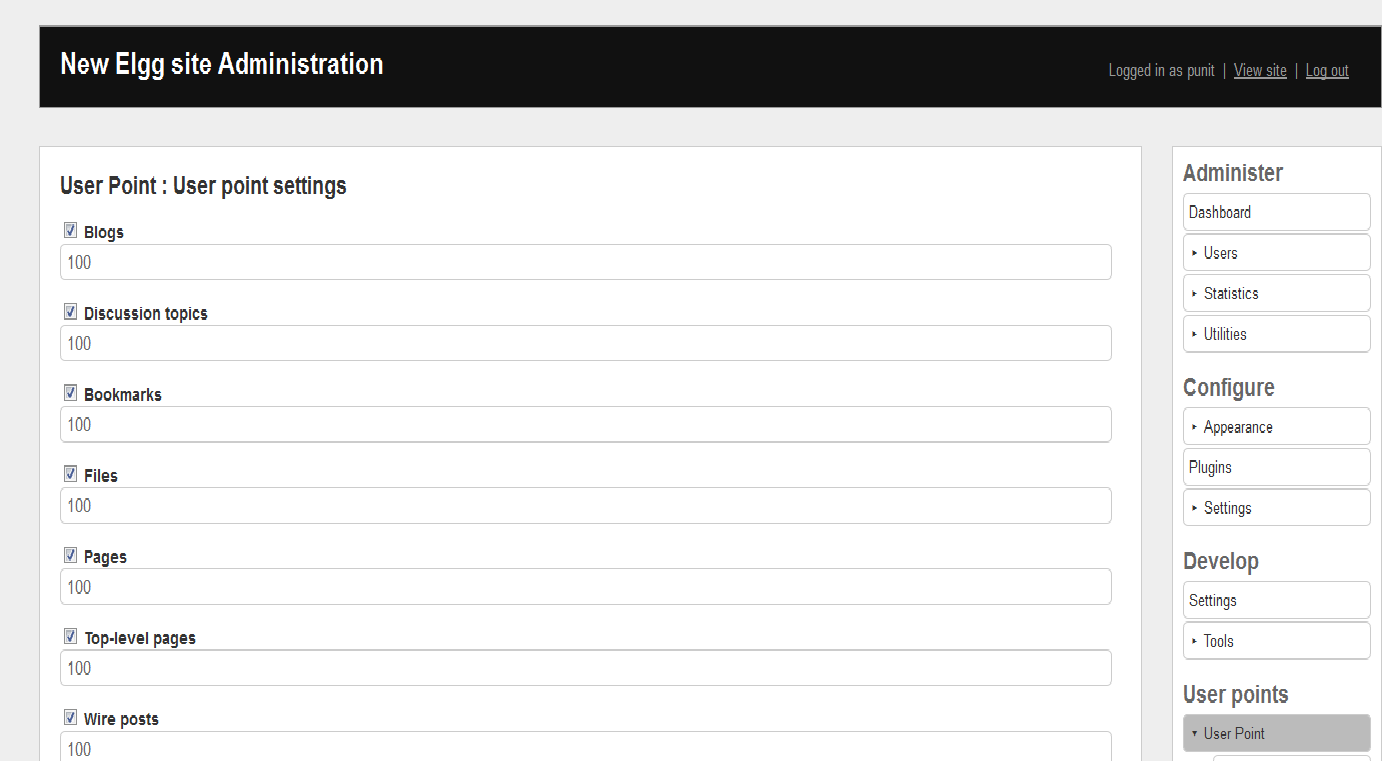 New Elgg site Administration
Logged in as punit | View site | Log out
User Point : User point settings
Blogs
100
Discussion topics
100
Bookmarks
100
Files
100
Pages
100
Top-level pages
100
Wire posts
100
Administer
Dashboard
Users
Statistics
Utilities
Configure
Appearance
Plugins
Settings
Develop
Settings
Tools
User points
User Point